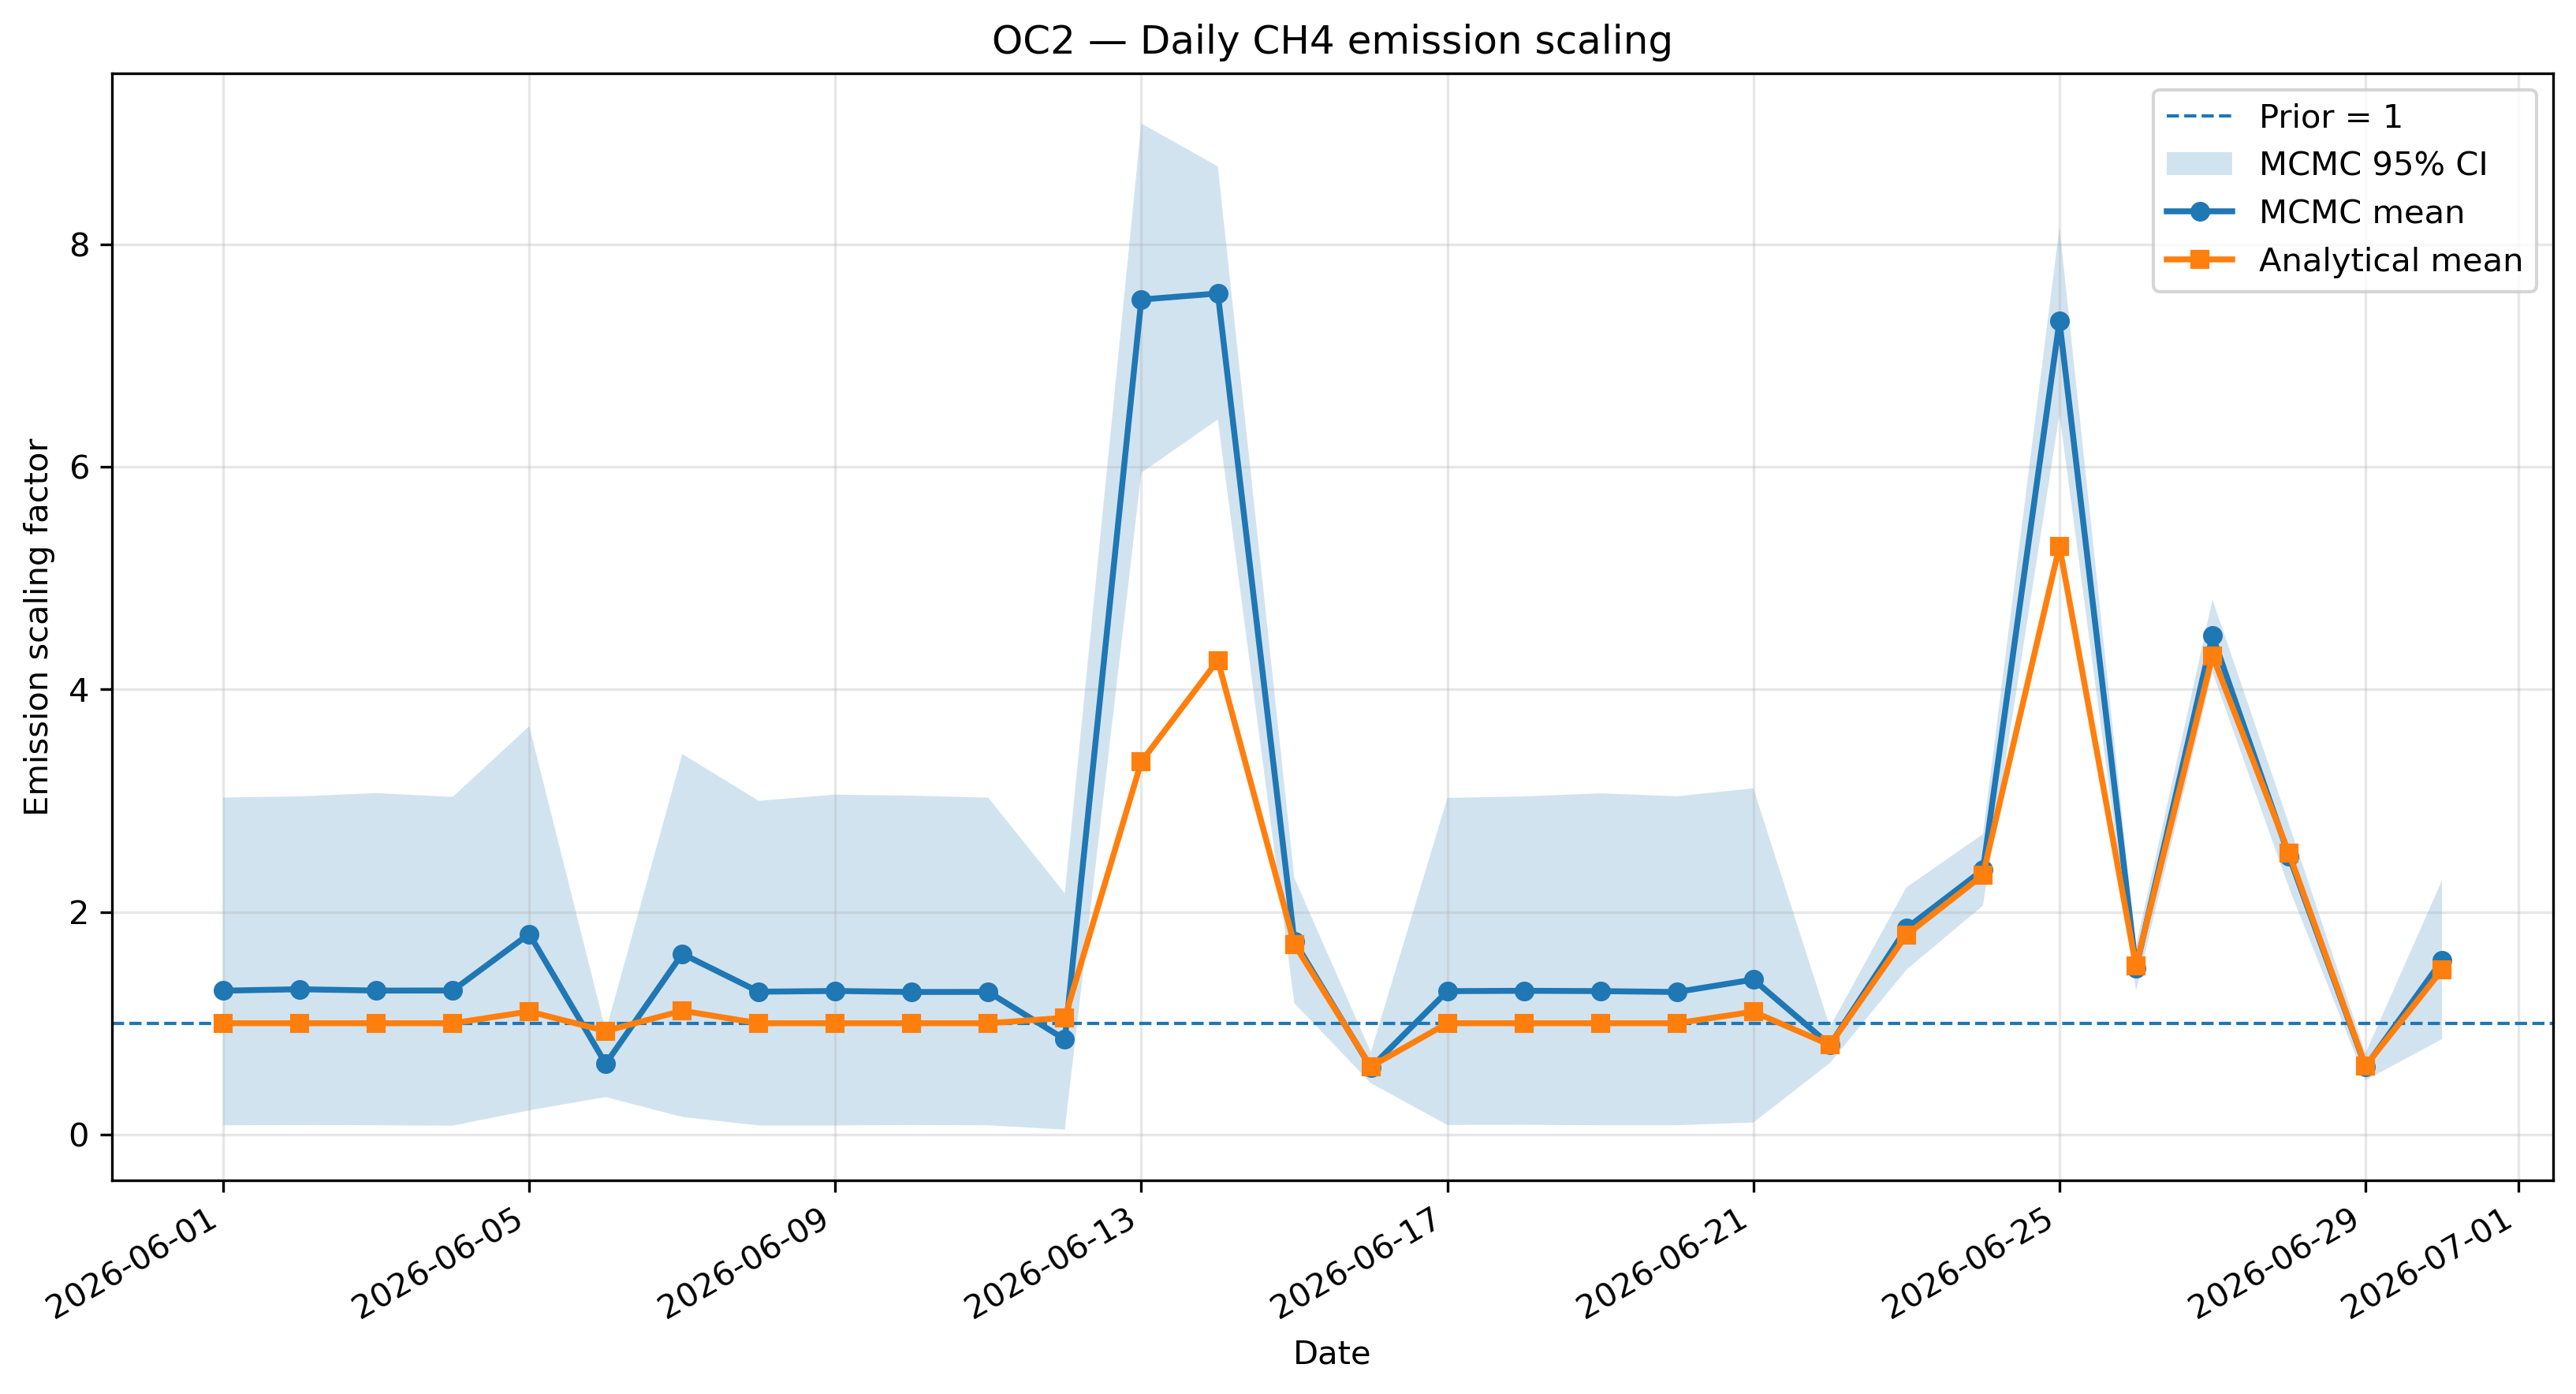 OC2 — Daily CH4 emission scaling
Prior = 1
MCMC 95% CI
MCMC mean
Analytical mean
Emission scaling factor
8
6
4
2
0
2026-06-01
2026-06-05
2026-06-09
2026-06-13
2026-06-17
2026-06-21
2026-06-25
2026-06-29
2026-07-01
Date